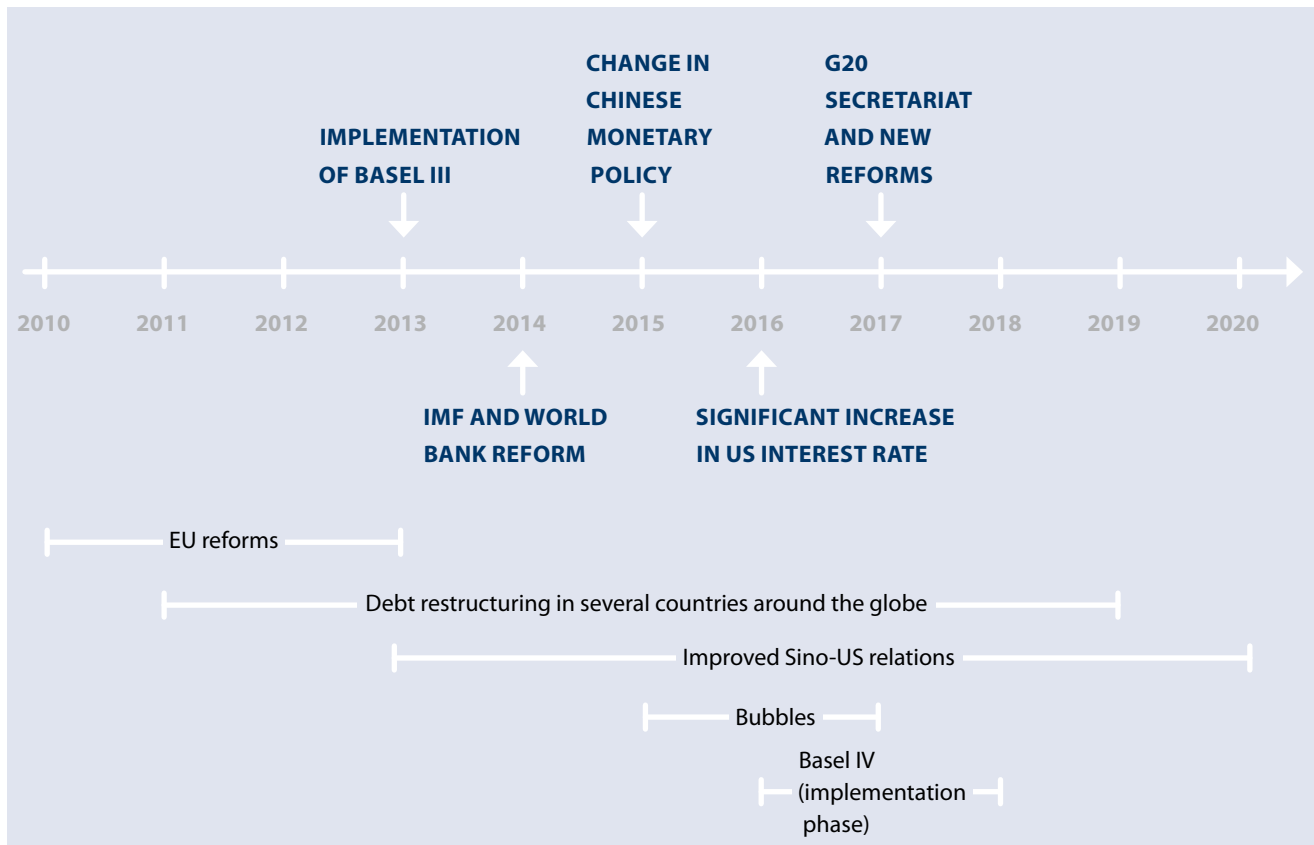 CHANGE IN
CHINESE
MONETARY
POLICY
G20
SECRETARIAT
AND NEW
REFORMS
IMPLEMENTATION
OF BASEL III
2010 2011 2012 2013 2014 2015 2016 2017 2018 2019 2020
IMF AND WORLD
BANK REFORM
SIGNIFICANT INCREASE
IN US INTEREST RATE
EU reforms
Debt restructuring in several countries around the globe
Improved Sino-US relations
Bubbles
Basel IV
(implementation
phase)